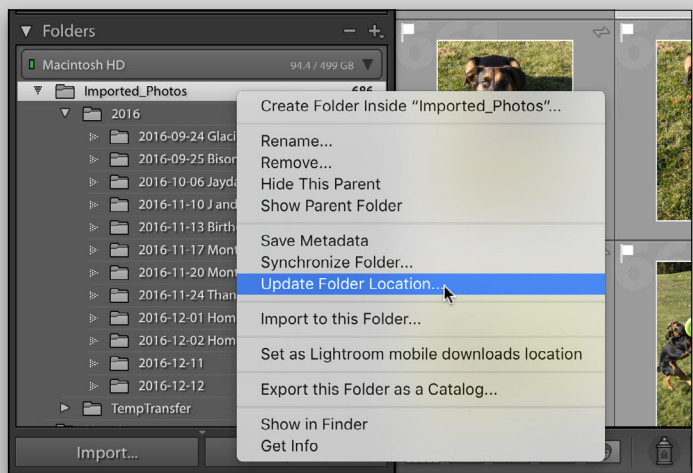 Folders
Macintosh HD 94.4 / 499 GB
Imported_Photos 686
Create Folder Inside “Imported_Photos”...
2016
2016-09-24 Glaci
Rename...
2016-09-25 Bison
Remove...
2016-10-06 Jayda
Hide This Parent
2016-11-10 J and
Show Parent Folder
2016-11-13 Birth
2016-11-17 Mont
Save Metadata
2016-11-20 Mont
Synchronize Folder...
2016-11-24 Than
Update Folder Location...
2016-12-01 Hom
Import to this Folder...
2016-12-02 Hom
Set as Lightroom mobile downloads location
2016-12-11
2016-12-12
Export this Folder as a Catalog...
TempTransfer
Show in Finder
Import...
Get Info